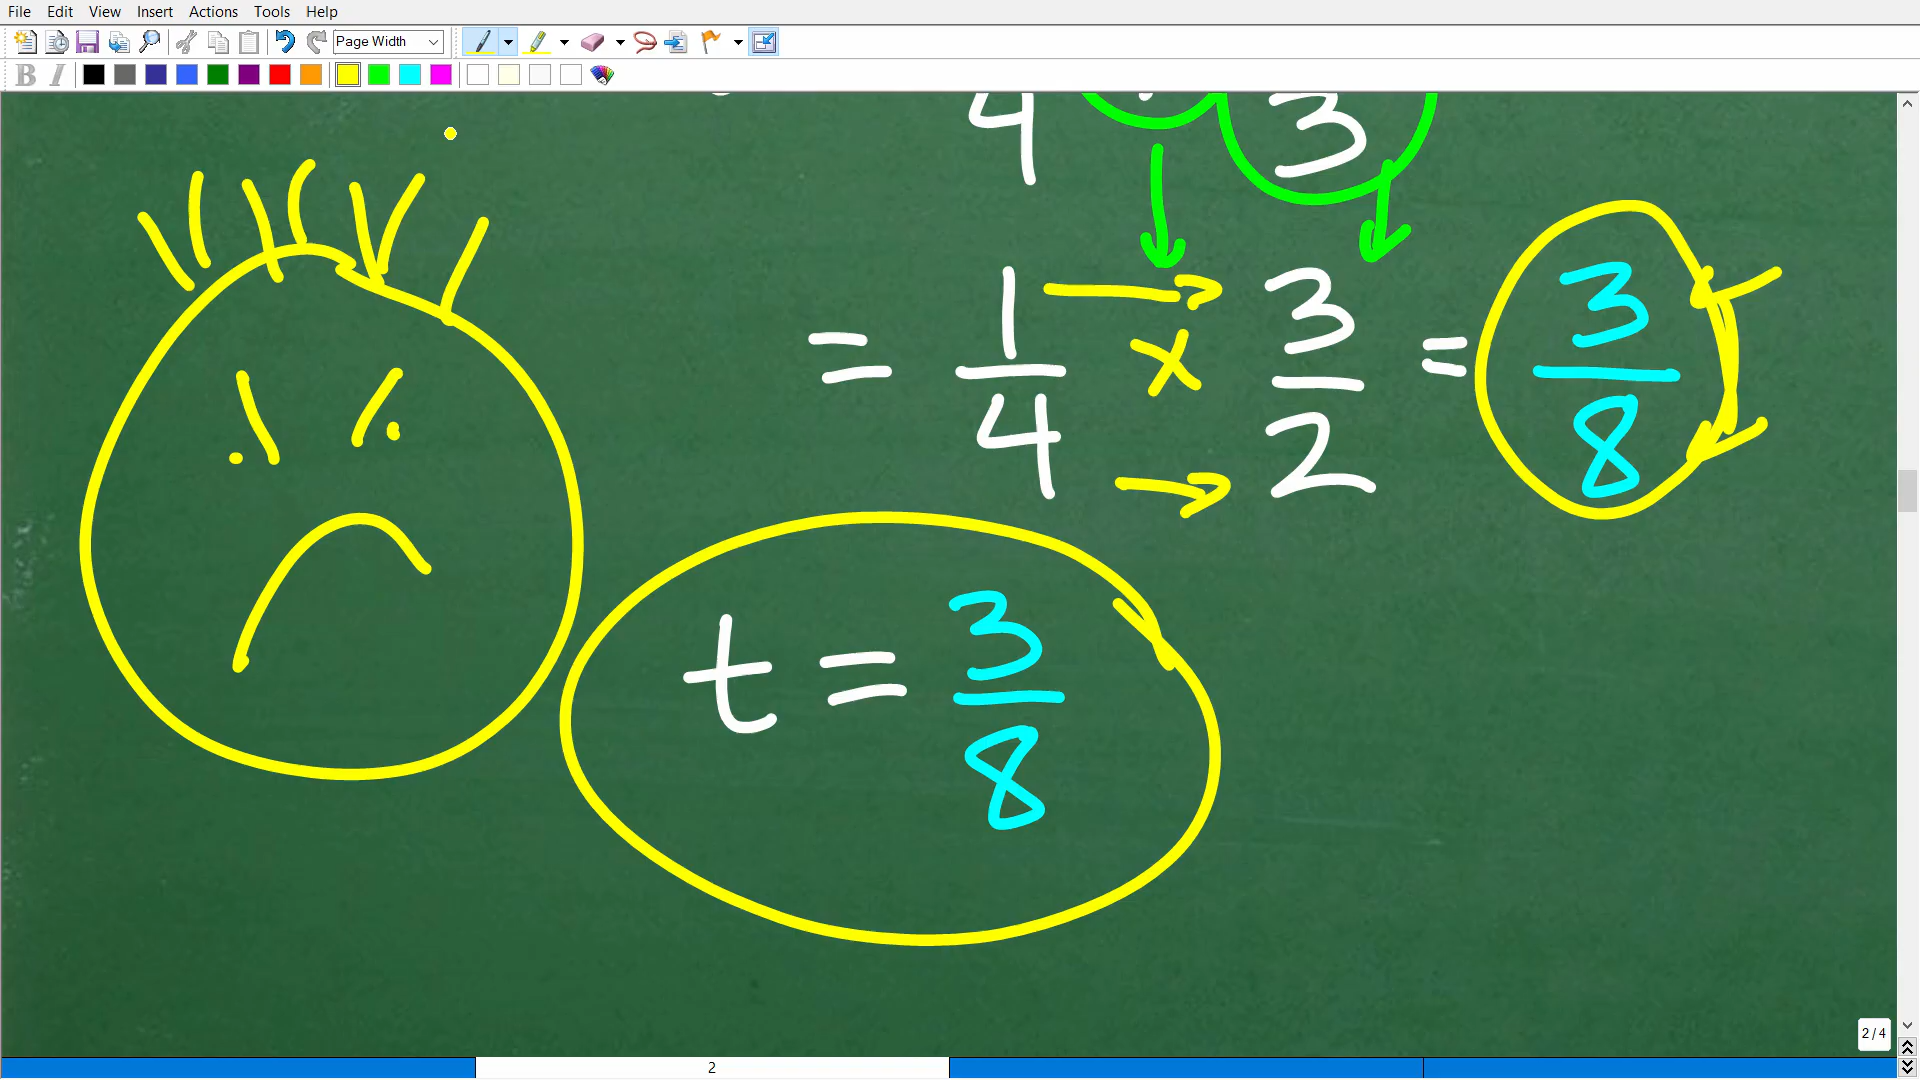 File Edit View Insert Actions Tools Help
Page Width
B I
4 3
= 1/4 x 3/2 = 3/8
t = 3/8
2 / 4
2